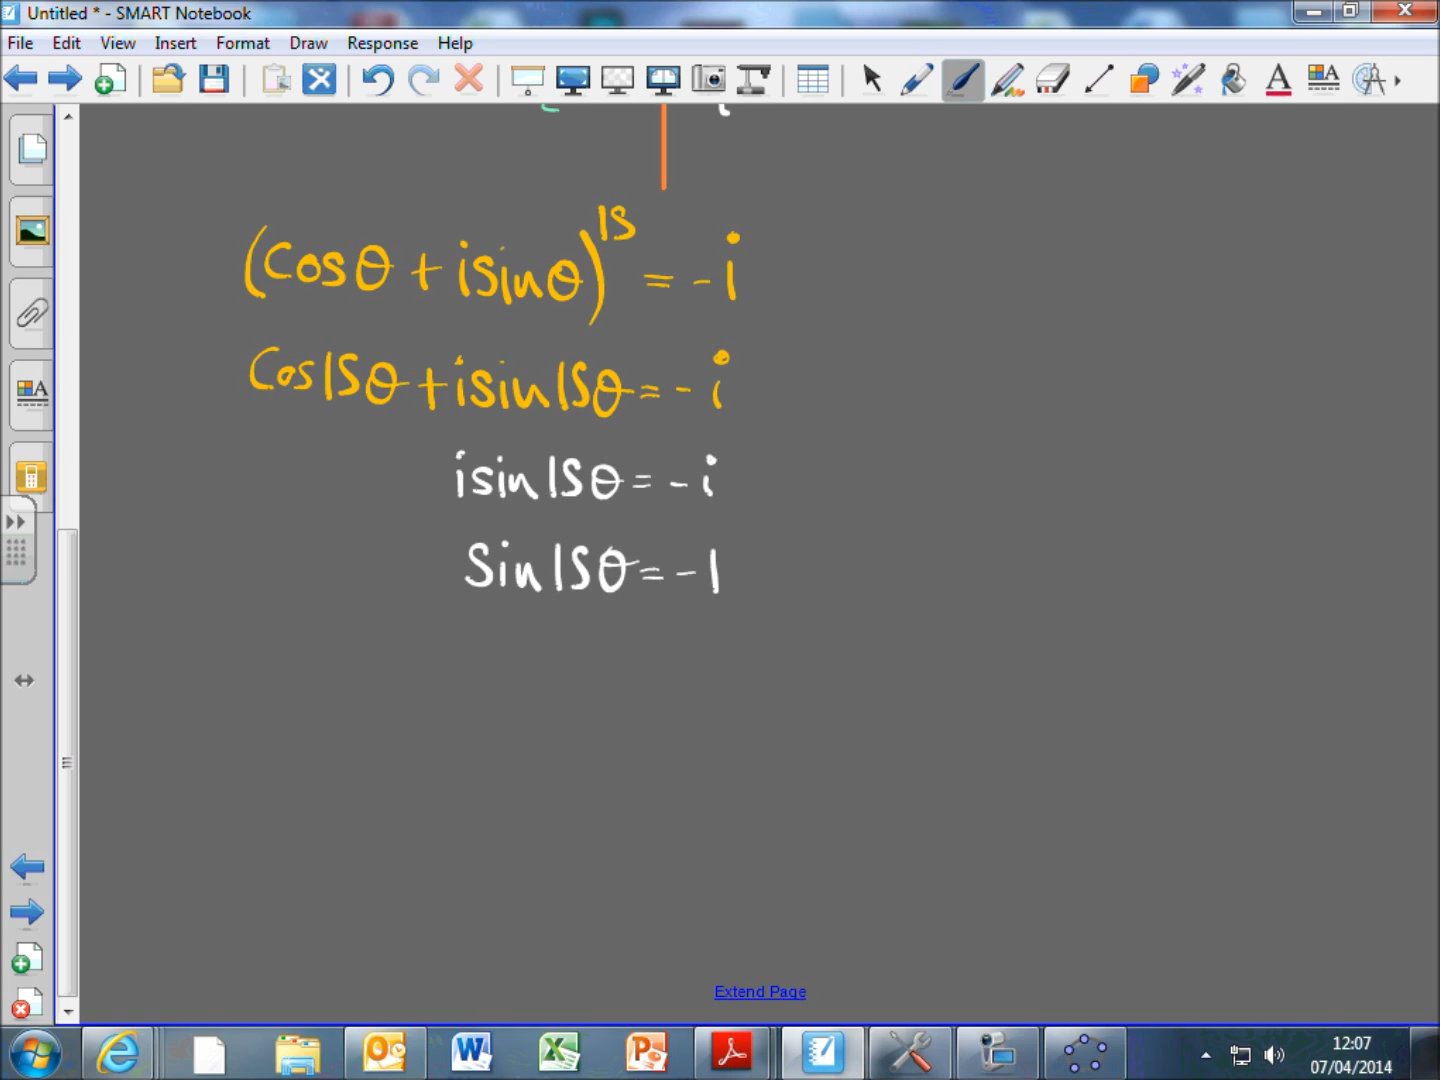 Untitled * - SMART Notebook
File Edit View Insert Format Draw Response Help
(cosθ + isinθ)^15 = -i
cos15θ + isin15θ = -i
isin15θ = -i
Sin15θ = -1
Extend Page
12:07
07/04/2014